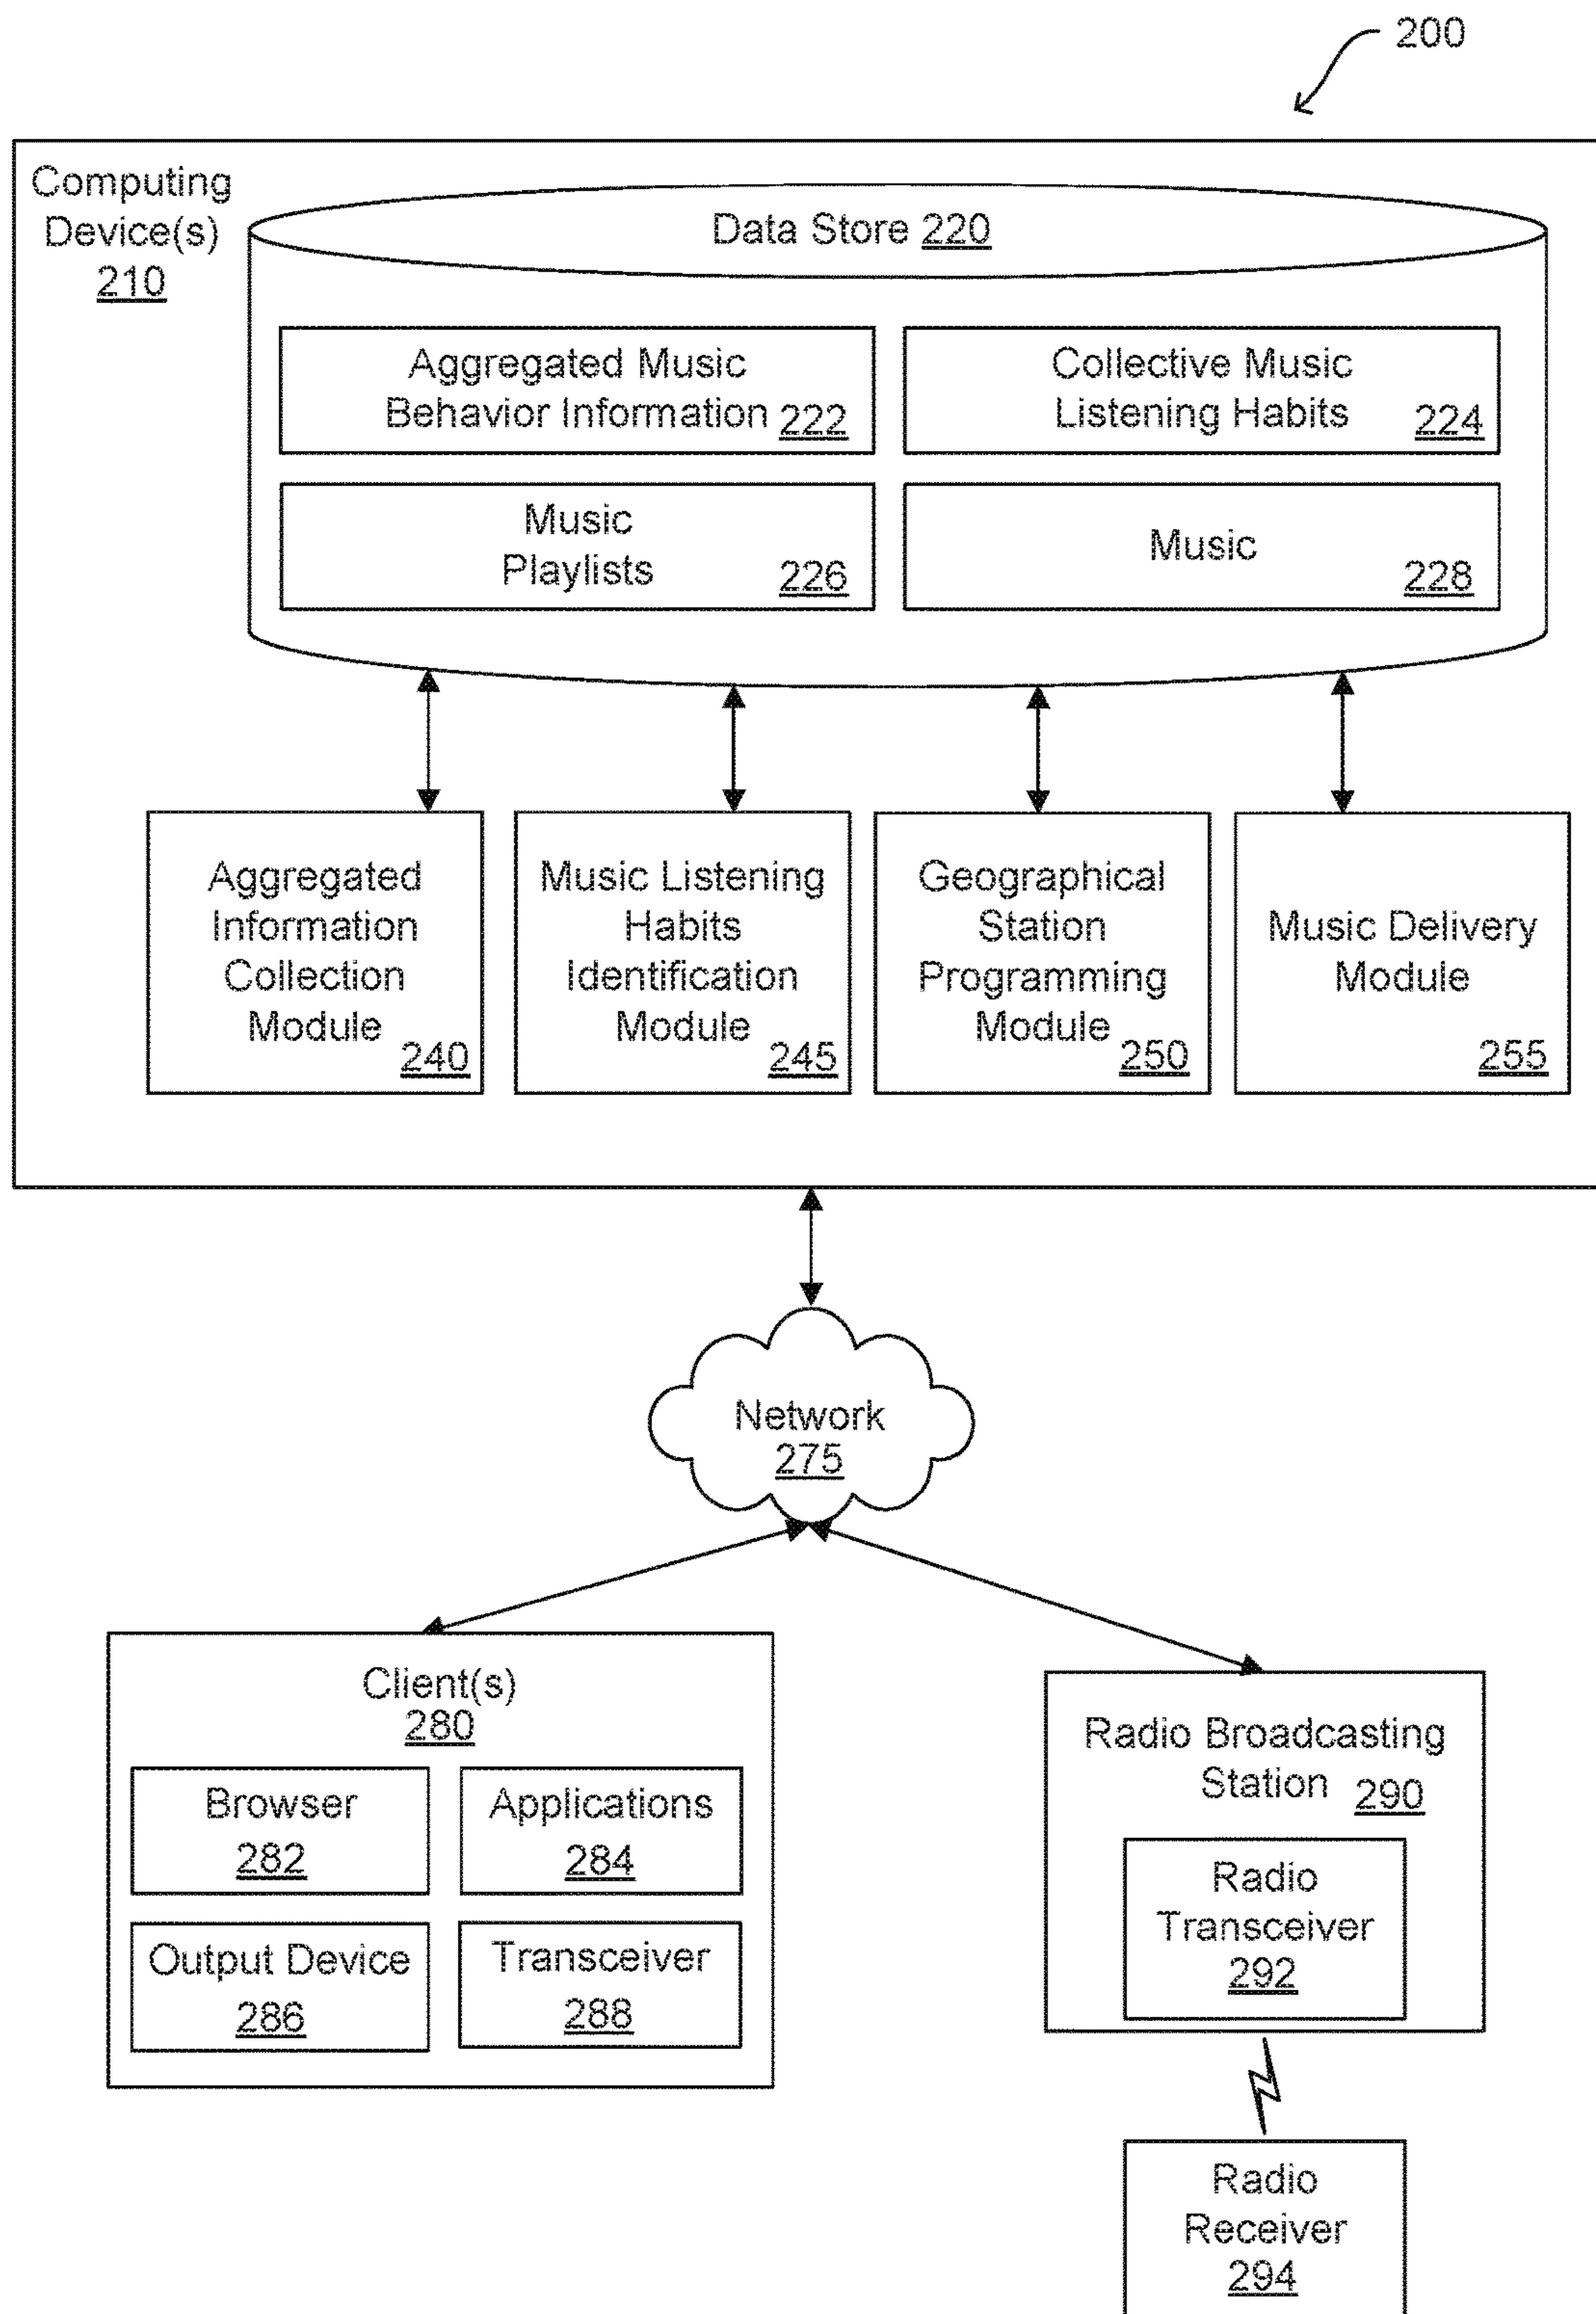 200
Computing
Device(s)
210
Data Store 220
Aggregated Music
Behavior Information 222
Collective Music
Listening Habits 224
Music
Playlists 226
Music
228
Aggregated
Information
Collection
Module 240
Music Listening
Habits
Identification
Module 245
Geographical
Station
Programming
Module 250
Music Delivery
Module
255
Network
275
Client(s)
280
Browser
282
Applications
284
Output Device
286
Transceiver
288
Radio Broadcasting
Station 290
Radio
Transceiver
292
Radio
Receiver
294